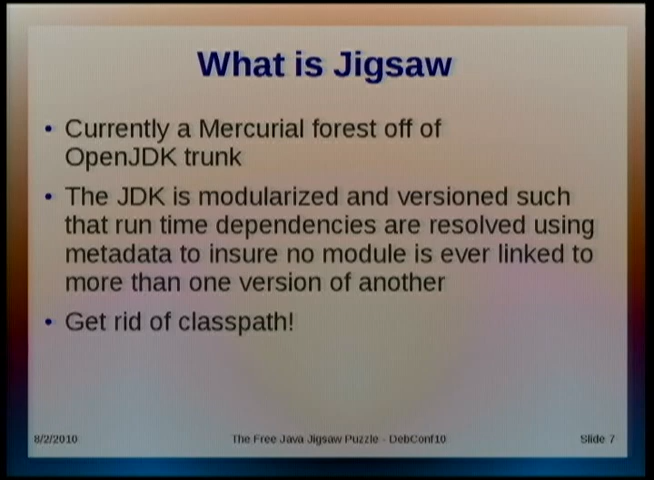 What is Jigsaw
• Currently a Mercurial forest off of
OpenJDK trunk
• The JDK is modularized and versioned such
that run time dependencies are resolved using
metadata to insure no module is ever linked to
more than one version of another
• Get rid of classpath!
8/2/2010 The Free Java Jigsaw Puzzle - DebConf10 Slide 7